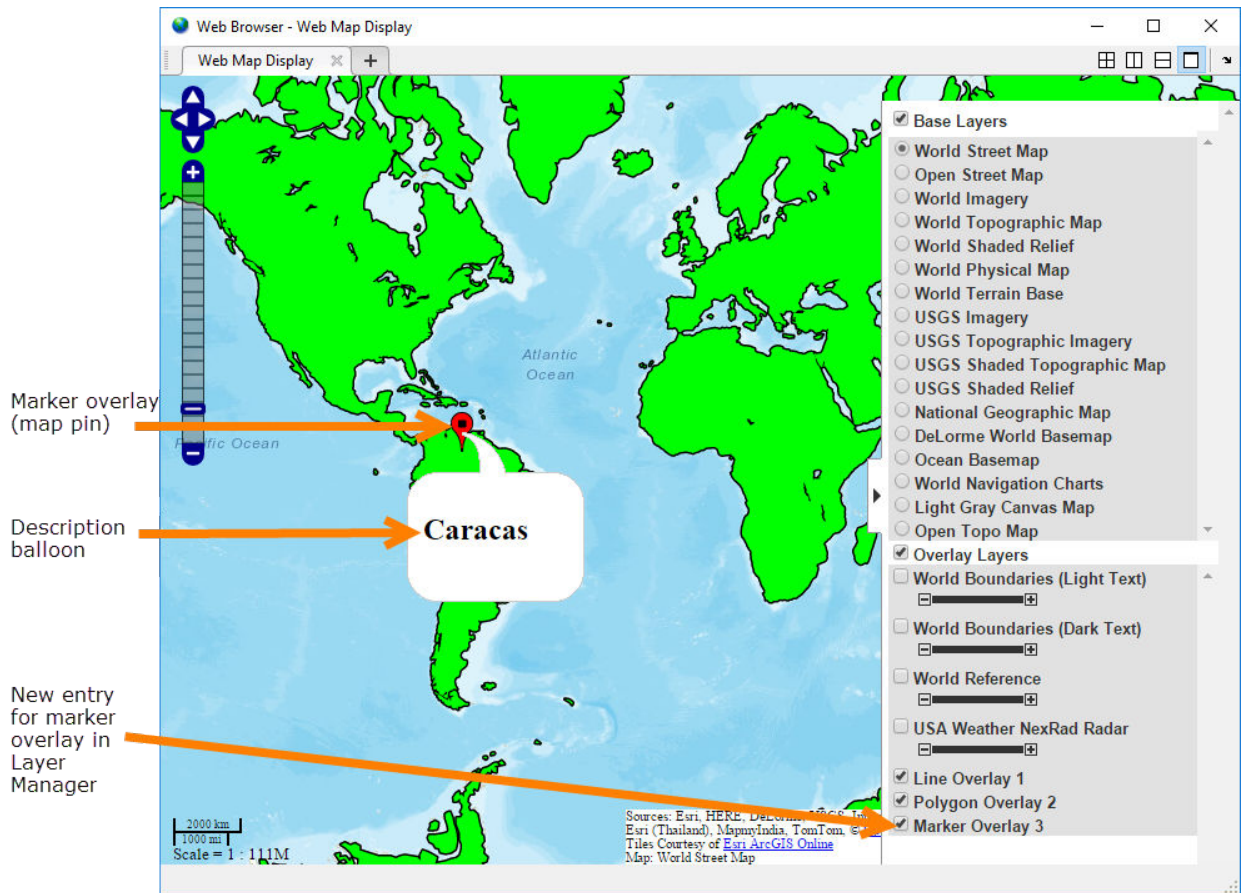 Web Browser - Web Map Display
Web Map Display
Marker overlay
(map pin)
Description
balloon
New entry
for marker
overlay in
Layer
Manager
Atlantic
Ocean
Ocean
Caracas
2000 km
1000 mi
Scale = 1 : 111M
Sources: Esri, HERE, DeLorme, USGS,
Esri (Thailand), MapmyIndia, TomTom, ©
Tiles Courtesy of Esri ArcGIS Online
Map: World Street Map
Base Layers
World Street Map
Open Street Map
World Imagery
World Topographic Map
World Shaded Relief
World Physical Map
World Terrain Base
USGS Imagery
USGS Topographic Imagery
USGS Shaded Topographic Map
USGS Shaded Relief
National Geographic Map
DeLorme World Basemap
Ocean Basemap
World Navigation Charts
Light Gray Canvas Map
Open Topo Map
Overlay Layers
World Boundaries (Light Text)
World Boundaries (Dark Text)
World Reference
USA Weather NexRad Radar
Line Overlay 1
Polygon Overlay 2
Marker Overlay 3